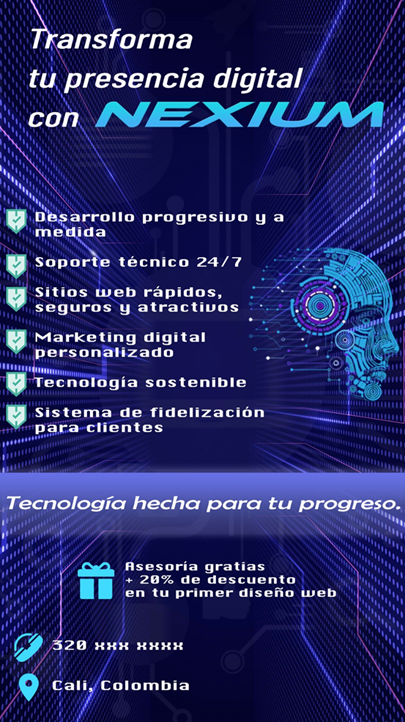 Transforma
tu presencia digital
con NEXIUM
Desarrollo progresivo y a
medida
Soporte técnico 24/7
Sitios web rápidos,
seguros y atractivos
Marketing digital
personalizado
Tecnología sostenible
Sistema de fidelización
para clientes
Tecnología hecha para tu progreso.
Asesoría gratias
+ 20% de descuento
en tu primer diseño web
320 xxx xxxx
Cali, Colombia